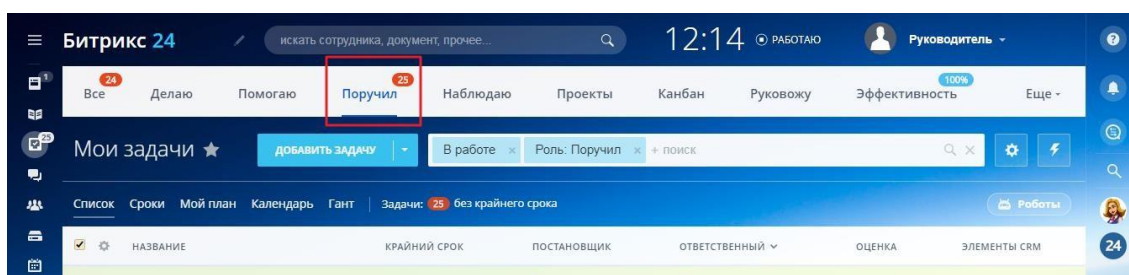 Битрикс 24
искать сотрудника, документ, прочее...
12:14
РАБОТАЮ
Руководитель
1
24
25
100%
Все Делаю Помогаю Поручил Наблюдаю Проекты Канбан Руковожу Эффективность Еще
25
Мои задачи
ДОБАВИТЬ ЗАДАЧУ
В работе ×
Роль: Поручил ×
+ поиск
Список Сроки Мой план Календарь Гант Задачи: 25 без крайнего срока
Роботы
НАЗВАНИЕ КРАЙНИЙ СРОК ПОСТАНОВЩИК ОТВЕТСТВЕННЫЙ ОЦЕНКА ЭЛЕМЕНТЫ CRM
24